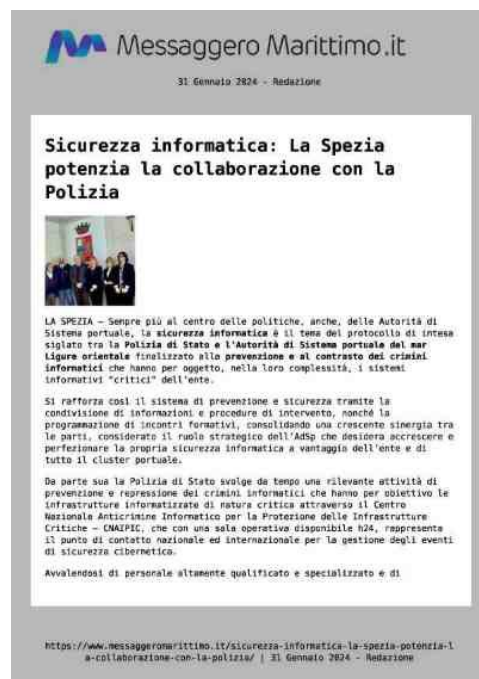 Messaggero Marittimo.it
31 Gennaio 2024 - Redazione
Sicurezza informatica: La Spezia
potenzia la collaborazione con la
Polizia
LA SPEZIA – Sempre più al centro delle politiche, anche, delle Autorità di
Sistema portuale, la sicurezza informatica è il tema del protocollo di intesa
siglato tra la Polizia di Stato e l'Autorità di Sistema portuale del mar
Ligure orientale finalizzato alla prevenzione e al contrasto dei crimini
informatici che hanno per oggetto, nella loro complessità, i sistemi
informativi "critici" dell'ente.
Si rafforza così il sistema di prevenzione e sicurezza tramite la
condivisione di informazioni e procedure di intervento, nonché la
programmazione di incontri formativi, consolidando una crescente sinergia tra
le parti, considerato il ruolo strategico dell'AdSp che desidera accrescere e
perfezionare la propria sicurezza informatica a vantaggio dell'ente e di
tutto il cluster portuale.
Da parte sua la Polizia di Stato svolge da tempo una rilevante attività di
prevenzione e repressione dei crimini informatici che hanno per obiettivo le
infrastrutture informatizzate di natura critica attraverso il Centro
Nazionale Anticrimine Informatico per la Protezione delle Infrastrutture
Critiche – CNAIPIC, che con una sala operativa disponibile h24, rappresenta
il punto di contatto nazionale ed internazionale per la gestione degli eventi
di sicurezza cibernetica.
Avvalendosi di personale altamente qualificato e specializzato e di
https://www.messaggeromarittimo.it/sicurezza-informatica-la-spezia-potenzia-l
a-collaborazione-con-la-polizia/ | 31 Gennaio 2024 - Redazione